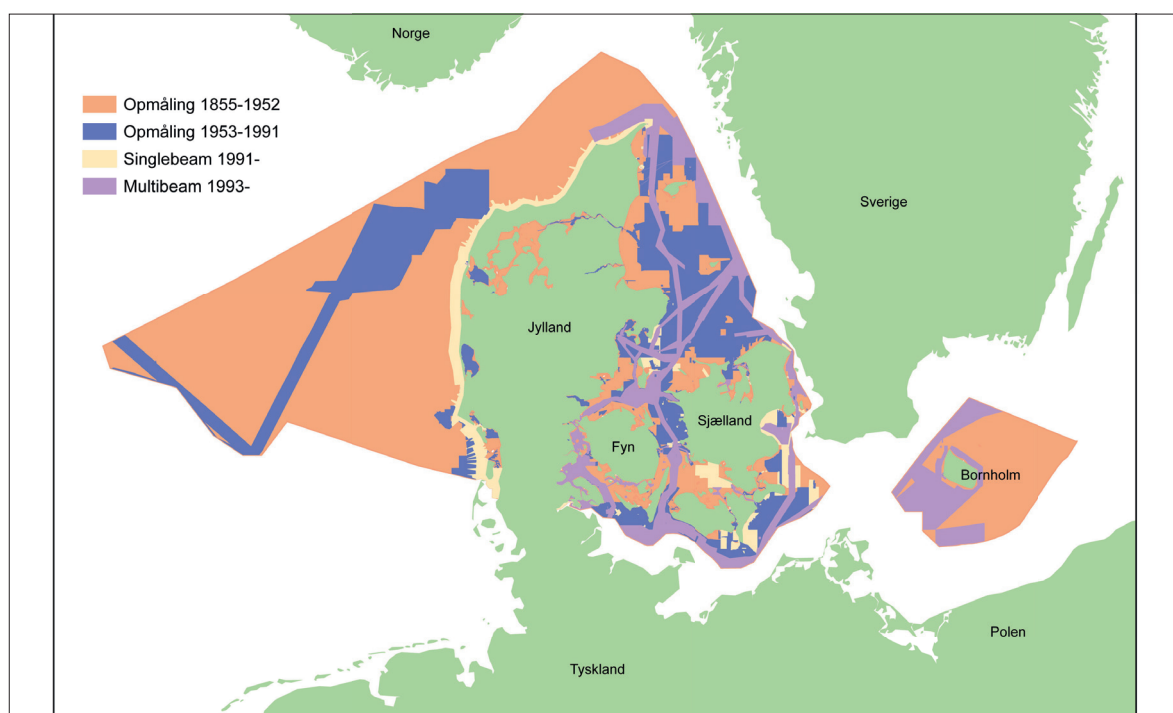 Norge
Opmåling 1855-1952
Opmåling 1953-1991
Singlebeam 1991-
Multibeam 1993-
Sverige
Jylland
Sjælland
Fyn
Bornholm
Polen
Tyskland